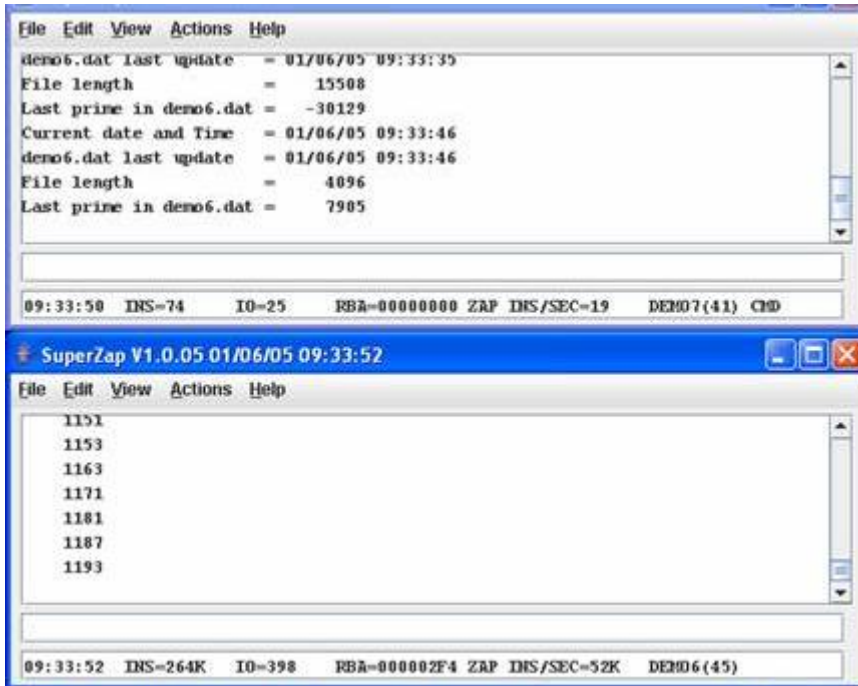 File Edit View Actions Help
demo6.dat last update = 01/06/05 09:33:35
File length = 15508
Last prime in demo6.dat = -30129
Current date and Time = 01/06/05 09:33:46
demo6.dat last update = 01/06/05 09:33:46
File length = 4096
Last prime in demo6.dat = 7905
09:33:50 INS=74 IO=25 RBA=00000000 ZAP INS/SEC=19 DEMO7(41) CMD
SuperZap V1.0.05 01/06/05 09:33:52
File Edit View Actions Help
1151
1153
1163
1171
1181
1187
1193
09:33:52 INS=264K IO=398 RBA=000002F4 ZAP INS/SEC=52K DEMO6(45)